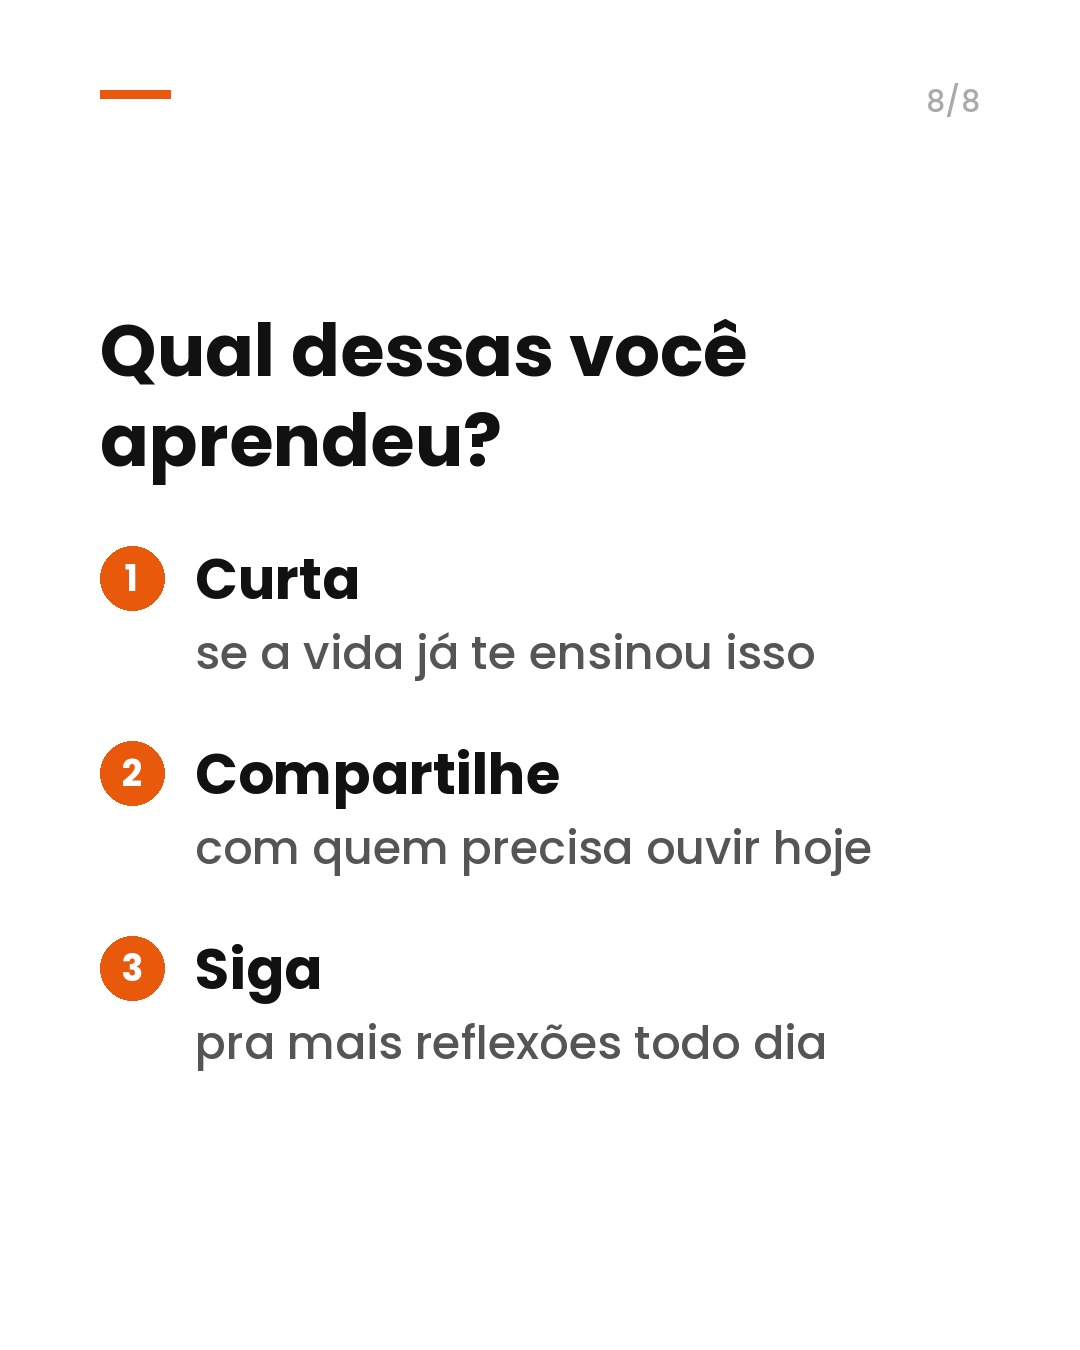 8/8
Qual dessas você
aprendeu?
1 Curta
se a vida já te ensinou isso
2 Compartilhe
com quem precisa ouvir hoje
3 Siga
pra mais reflexões todo dia